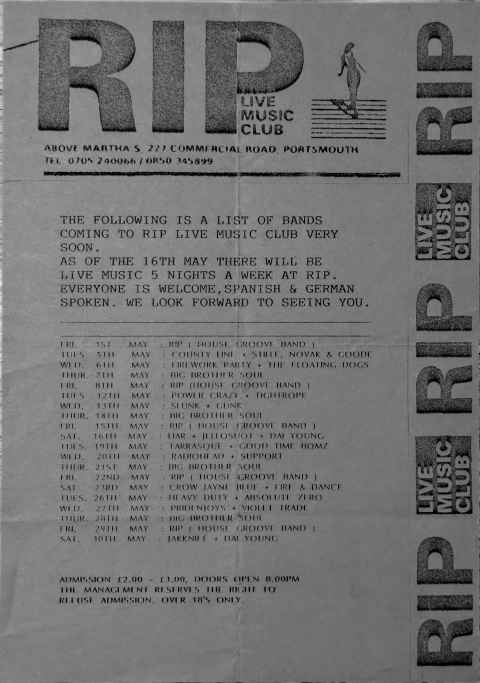 RIP
LIVE
MUSIC
CLUB
ABOVE MARTHA'S, 227 COMMERCIAL ROAD, PORTSMOUTH
TEL. 0705 240066 / 0850 345899
THE FOLLOWING IS A LIST OF BANDS
COMING TO RIP LIVE MUSIC CLUB VERY
SOON.
AS OF THE 16TH MAY THERE WILL BE
LIVE MUSIC 5 NIGHTS A WEEK AT RIP.
EVERYONE IS WELCOME,SPANISH & GERMAN
SPOKEN. WE LOOK FORWARD TO SEEING YOU.
FRI, 1ST MAY : RIP ( HOUSE GROOVE BAND )
TUES 5TH MAY : COUNTY LINE + STILL, NOVAK & GOODE
WED, 6TH MAY : FIREWORK PARTY + THE FLOATING DOGS
THUR, 7TH MAY : BIG BROTHER SOUL
FRI, 8TH MAY : RIP (HOUSE GROOVE BAND )
TUES 12TH MAY : POWER CRAZY + TIGHTROPE
WED, 13TH MAY : SLUNK + GUNK
THUR, 14TH MAY : BIG BROTHER SOUL
FRI, 15TH MAY : RIP ( HOUSE GROOVE BAND )
SAT, 16TH MAY : + JELLOSUIT + DAI YOUNG
TUES, 19TH MAY : TARRASQUE + GOOD TIME BOMZ
WED, 20TH MAY : RADIOHEAD + SUPPORT
THUR, 21ST MAY : BIG BROTHER SOUL
FRI, 22ND MAY : RIP ( HOUSE GROOVE BAND )
SAT 23RD MAY : CROW JAYNE BLUE + FIRE & DANCE
TUES, 26TH MAY : HEAVY DUTY + ABSOLUTE ZERO
WED, 27TH MAY : + VIOLET TRADE
THUR, 28TH MAY : BIG BROTHER SOUL
FRI, 29TH MAY : RIP ( HOUSE GROOVE BAND )
SAT, 30TH MAY : JAKKNIFE + DAI YOUNG
ADMISSION £2.00 - £3.00, DOORS OPEN 8.00PM
THE MANAGEMENT RESERVES THE RIGHT TO
REFUSE ADMISSION. OVER 18'S ONLY.
RIP
LIVE
MUSIC
CLUB
RIP
LIVE
MUSIC
CLUB
RIP